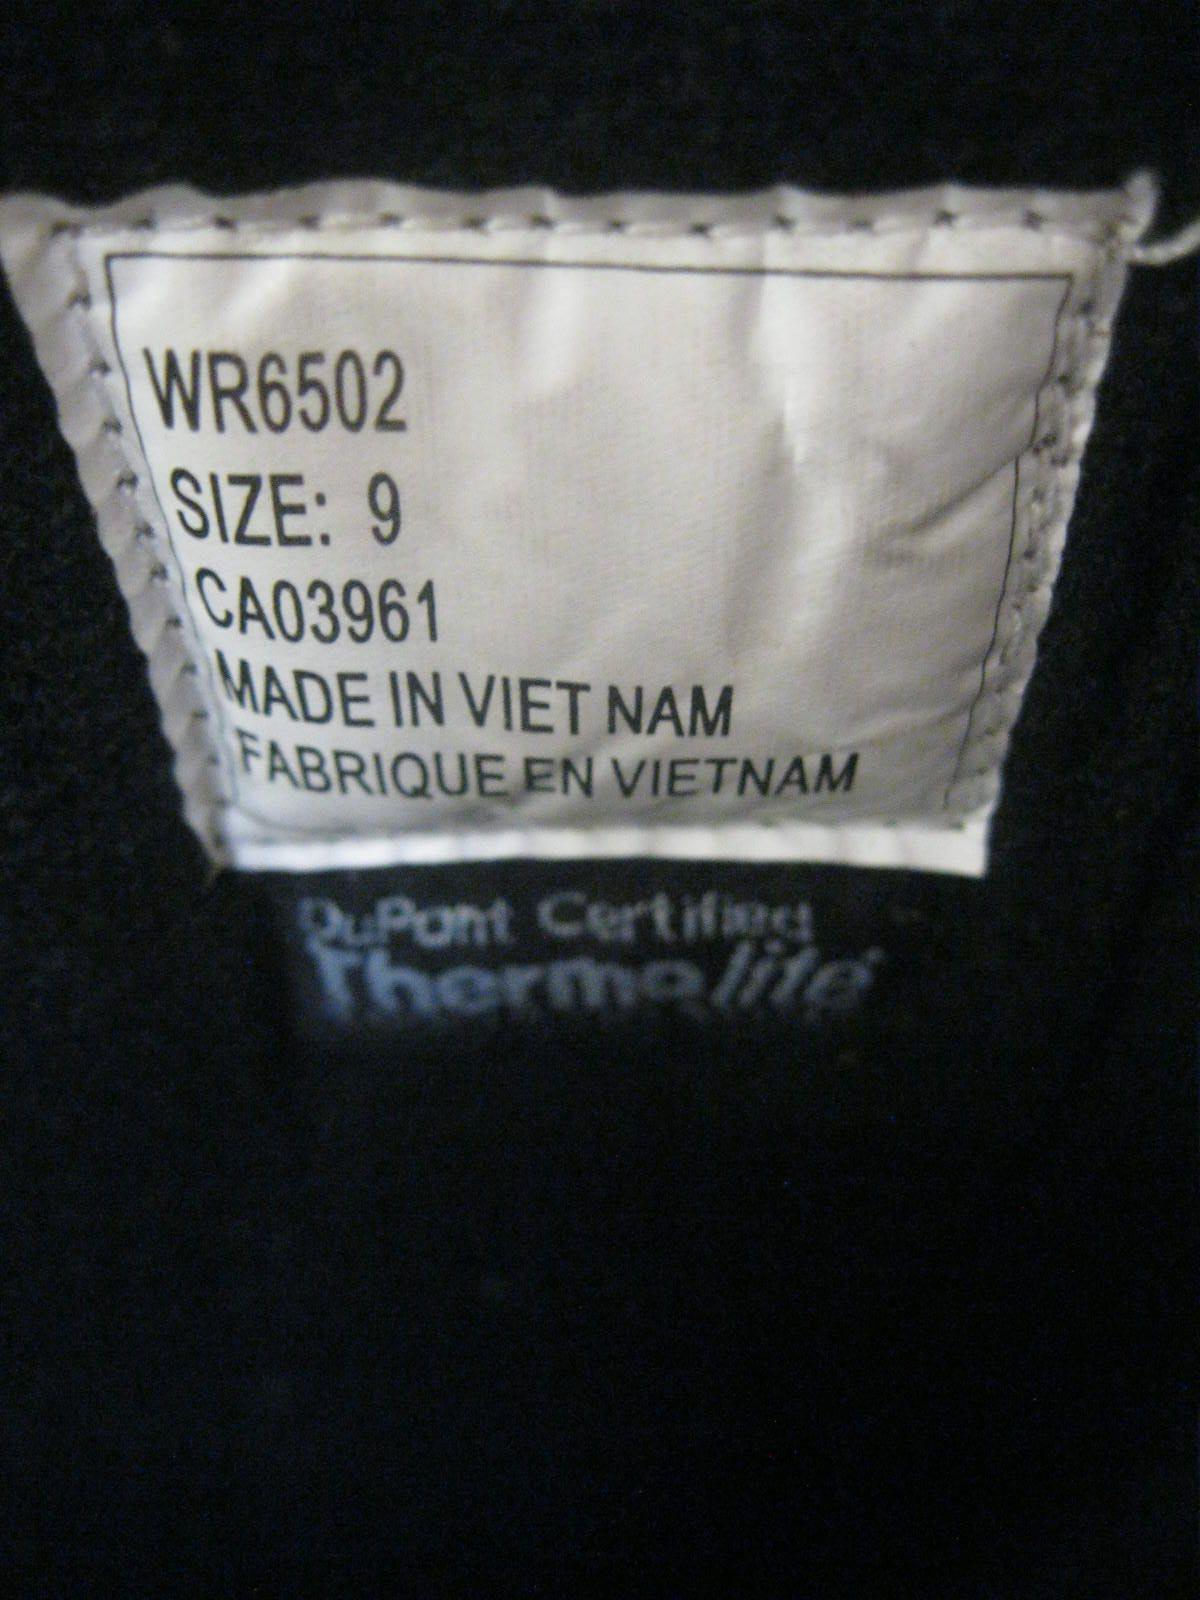 WR6502
SIZE: 9
CA03961
MADE IN VIET NAM
FABRIQUE EN VIETNAM
DuPont Certified
Thermolite